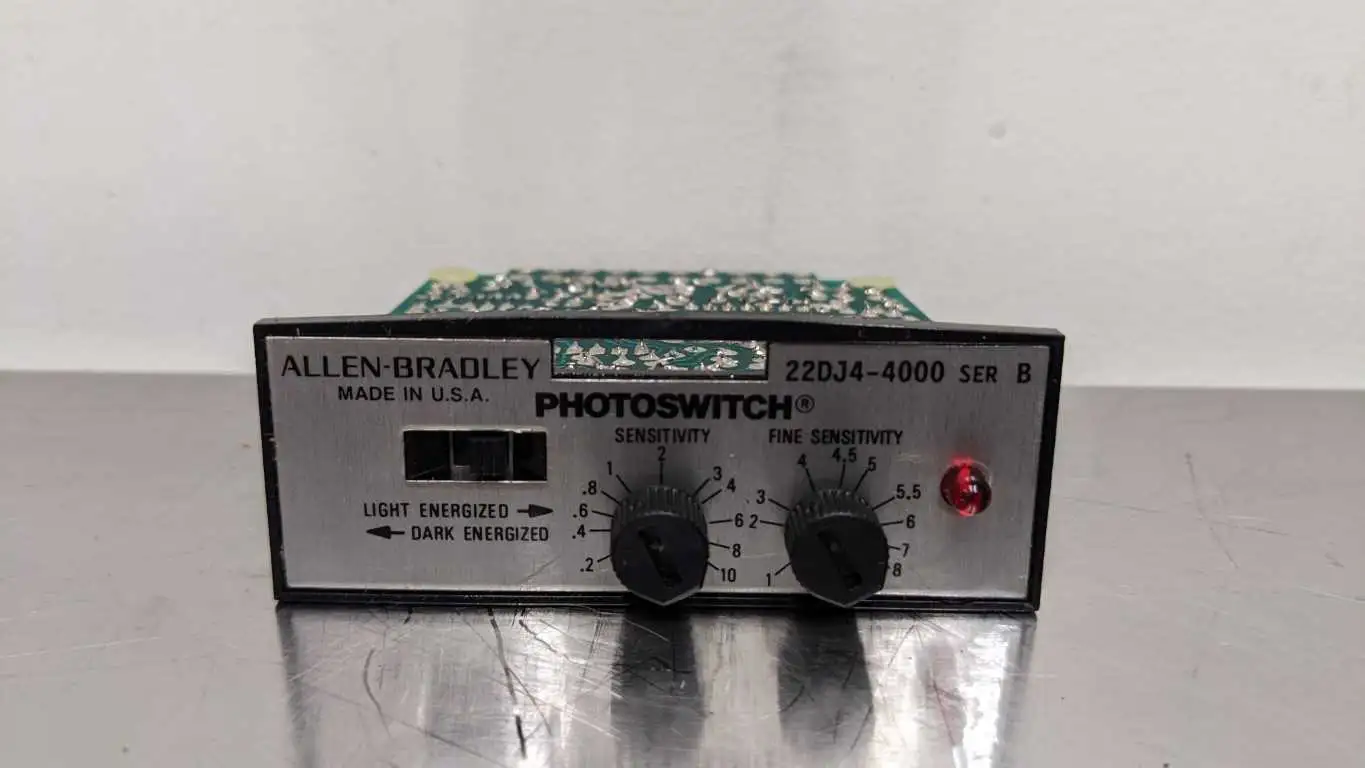 ALLEN-BRADLEY
MADE IN U.S.A.
22DJ4-4000 SER B
PHOTOSWITCH®
SENSITIVITY
.2 .4 .6 .8 1 2 3 4 6 8 10
FINE SENSITIVITY
1 2 3 4 4.5 5 5.5 6 7 8
LIGHT ENERGIZED →
← DARK ENERGIZED